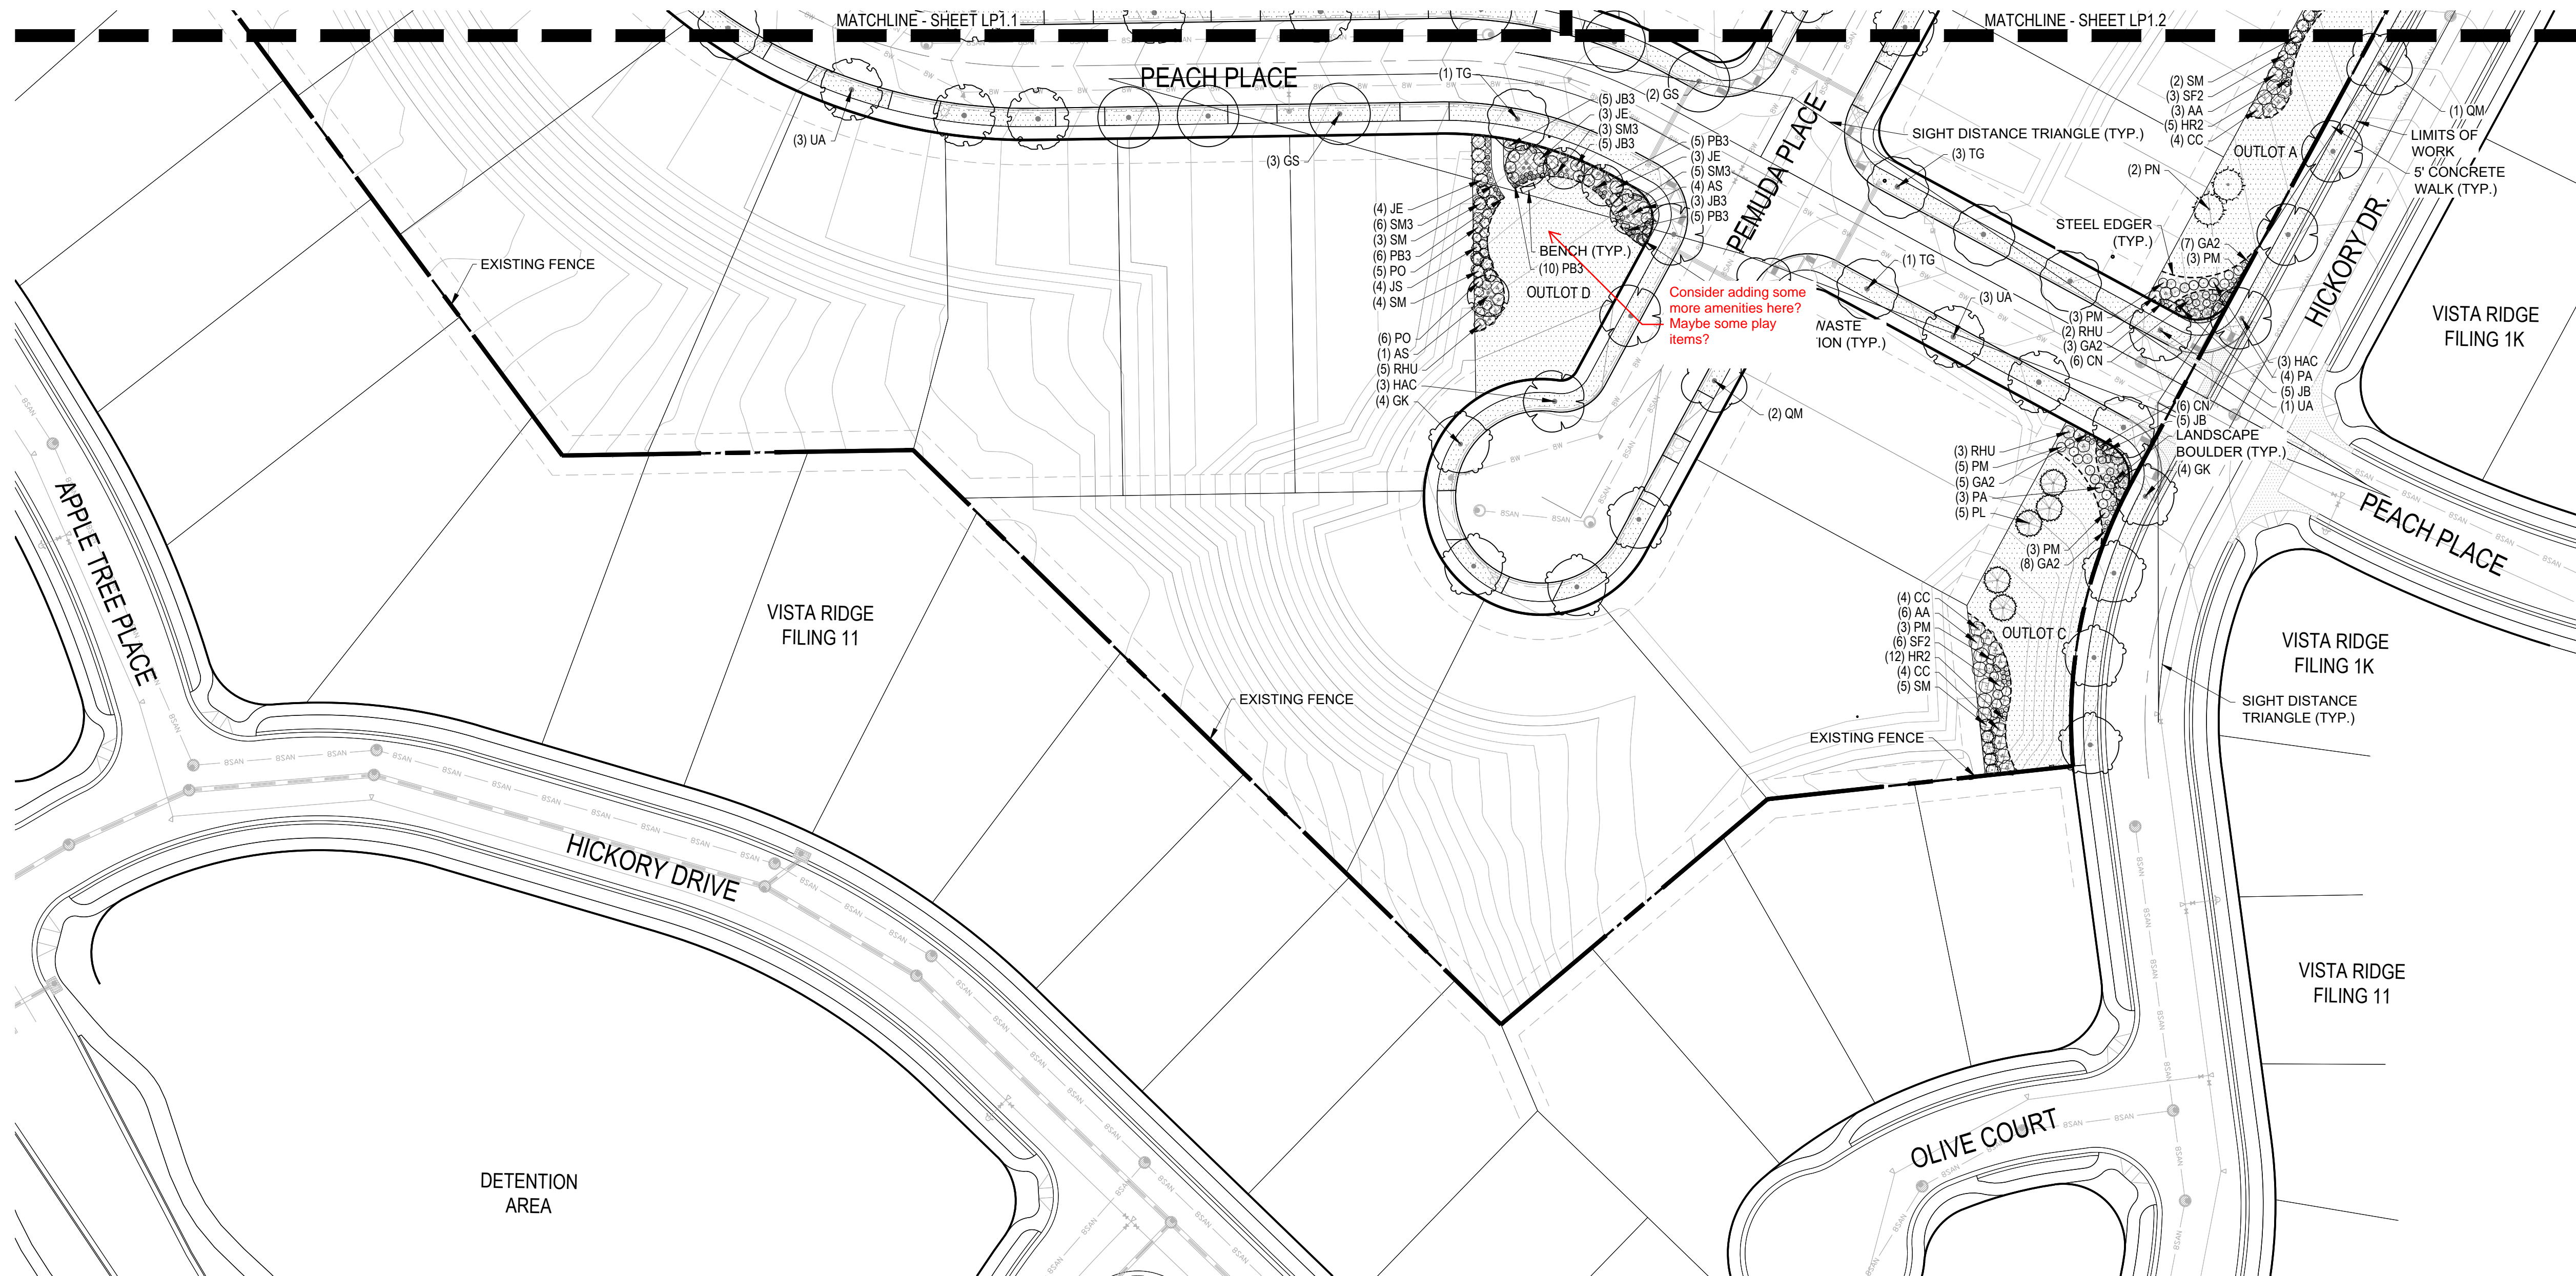 MATCHLINE - SHEET LP1.1
MATCHLINE - SHEET LP1.2
PEACH PLACE
(1) TG
(2) GS
(3) UA
(3) GS
(5) JB3
(3) JE
(3) SM3
(5) JB3
(5) PB3
(3) JE
(5) SM3
(4) AS
(3) JB3
(5) PB3
PEMUDA PLACE
SIGHT DISTANCE TRIANGLE (TYP.)
(3) TG
(2) SM
(3) SF2
(3) AA
(5) HR2
(4) CC
OUTLOT A
(1) QM
LIMITS OF
WORK
5' CONCRETE
WALK (TYP.)
(2) PN
HICKORY DR.
STEEL EDGER
(TYP.)
(7) GA2
(3) PM
(4) JE
(6) SM3
(3) SM
(6) PB3
(5) PO
(4) JS
(4) SM
(6) PO
(1) AS
(5) RHU
(3) HAC
(4) GK
BENCH (TYP.)
(10) PB3
OUTLOT D
Consider adding some
more amenities here?
Maybe some play
items?
(TYP.)
(1) TG
(3) UA
(3) PM
(2) RHU
(3) GA2
(6) CN
(3) HAC
(4) PA
(5) JB
(1) UA
VISTA RIDGE
FILING 1K
EXISTING FENCE
(2) QM
(6) CN
(5) JB
LANDSCAPE
BOULDER (TYP.)
(4) GK
(3) RHU
(5) PM
(5) GA2
(3) PA
(5) PL
(3) PM
(8) GA2
PEACH PLACE
APPLE TREE PLACE
VISTA RIDGE
FILING 11
(4) CC
(6) AA
(3) PM
(6) SF2
(12) HR2
(4) CC
(5) SM
OUTLOT C
VISTA RIDGE
FILING 1K
EXISTING FENCE
SIGHT DISTANCE
TRIANGLE (TYP.)
EXISTING FENCE
HICKORY DRIVE
VISTA RIDGE
FILING 11
OLIVE COURT
DETENTION
AREA